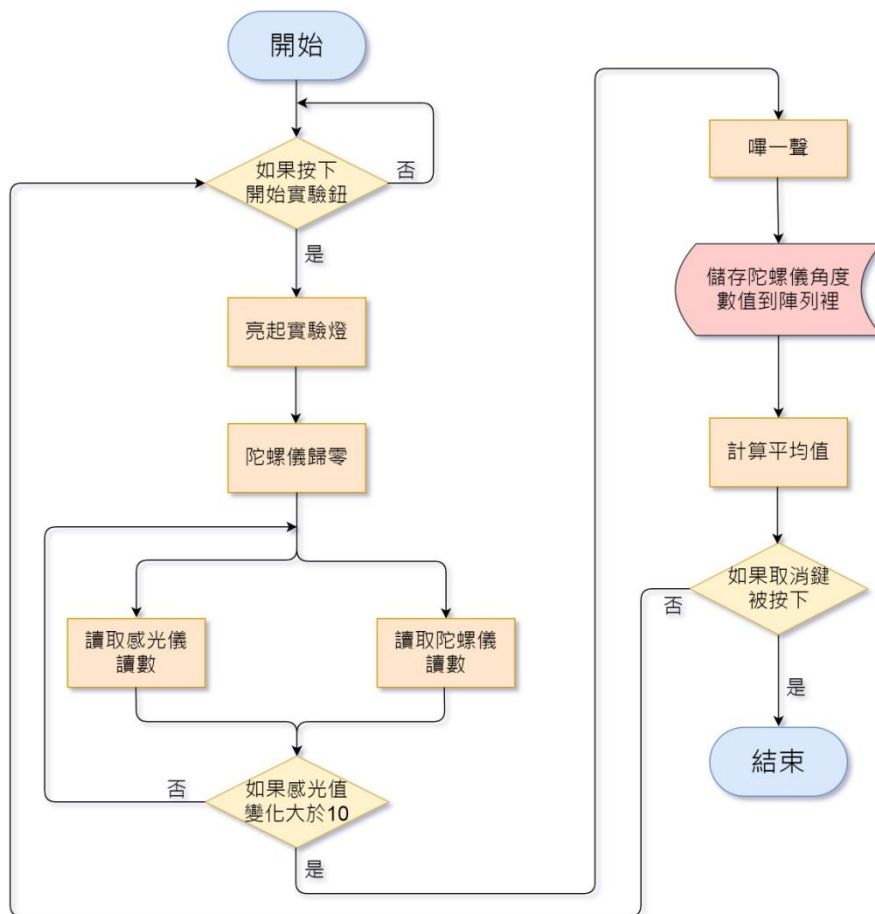 開始
如果按下
開始實驗鈕
否
是
亮起實驗燈
陀螺儀歸零
讀取感光儀
讀數
讀取陀螺儀
讀數
如果感光值
變化大於10
否
是
嗶一聲
儲存陀螺儀角度
數值到陣列裡
計算平均值
如果取消鍵
被按下
否
是
結束